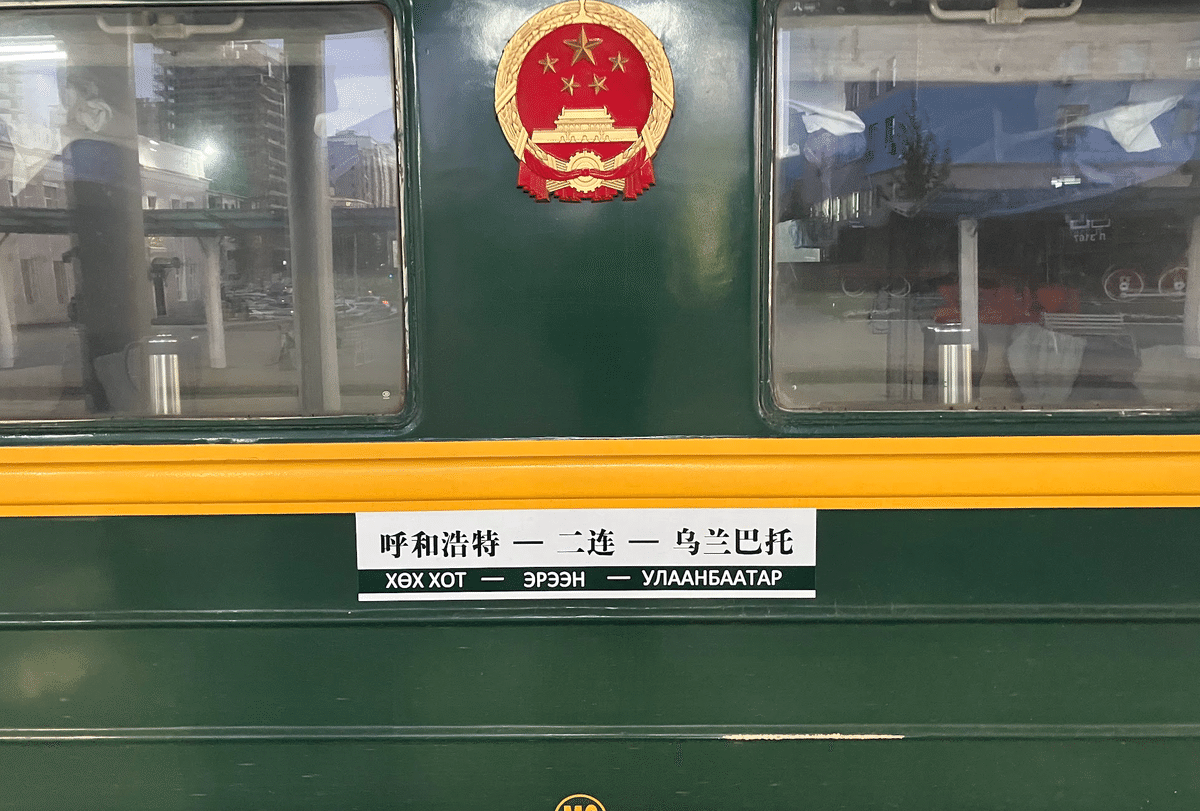 呼和浩特 — 二连 — 乌兰巴托
ХӨХ ХОТ — ЭРЭЭН — УЛААНБААТАР